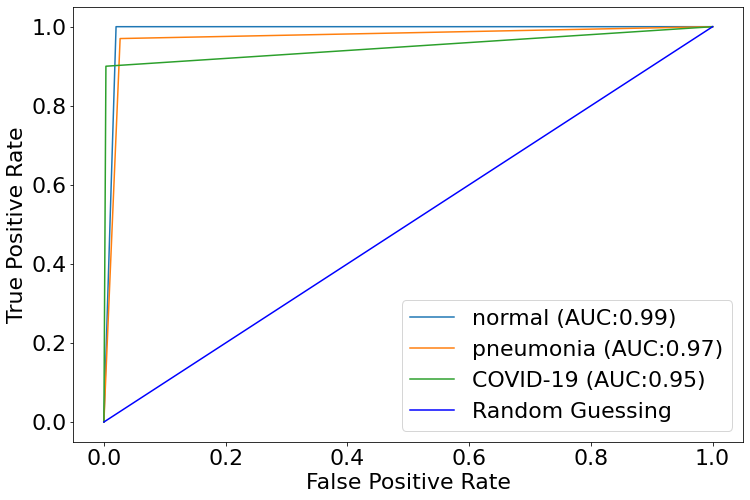 1.0
0.8
0.6
0.4
0.2
0.0
True Positive Rate
normal (AUC:0.99)
pneumonia (AUC:0.97)
COVID-19 (AUC:0.95)
Random Guessing
0.0 0.2 0.4 0.6 0.8 1.0
False Positive Rate